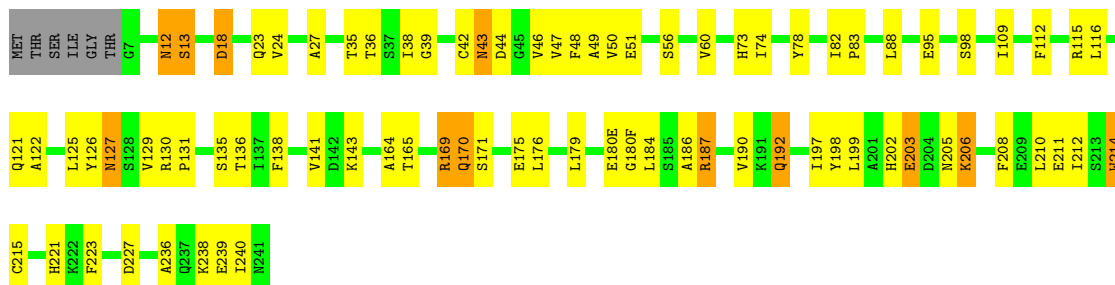 MET THR SER ILE GLY THR G7 N12 S13 D18 Q23 V24 A27 T35 T36 S37 I38 G39 C42 N43 D44 G45 V46 V47 F48 A49 V50 E51 S56 V60 H73 I74 Y78 I82 P83 L88 E95 S98 I109 F112 R115 L116
Q121 A122 L125 Y126 N127 S128 V129 R130 P131 S135 T136 I137 F138 V141 D142 K143 A164 T165 R169 Q170 S171 E175 L176 L179 E180E G180F L184 S185 A186 R187 V190 K191 Q192 I197 Y198 L199 A201 H202 E203 D204 N205 K206 F208 E209 L210 E211 I212 S213
C215 H221 K222 F223 D227 A236 Q237 K238 E239 I240 N241